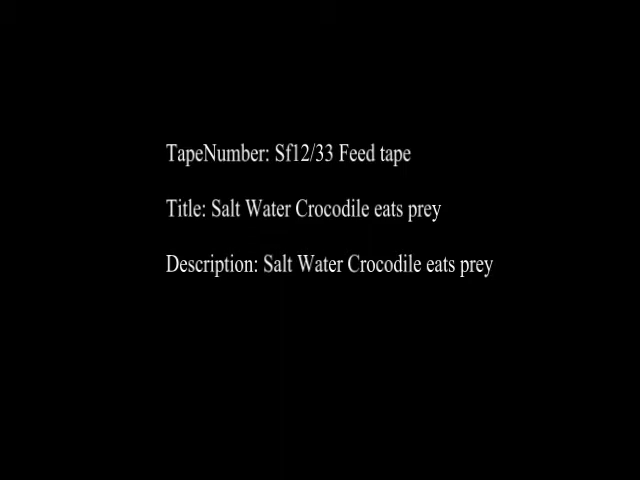 TapeNumber: Sf12/33 Feed tape
Title: Salt Water Crocodile eats prey
Description: Salt Water Crocodile eats prey